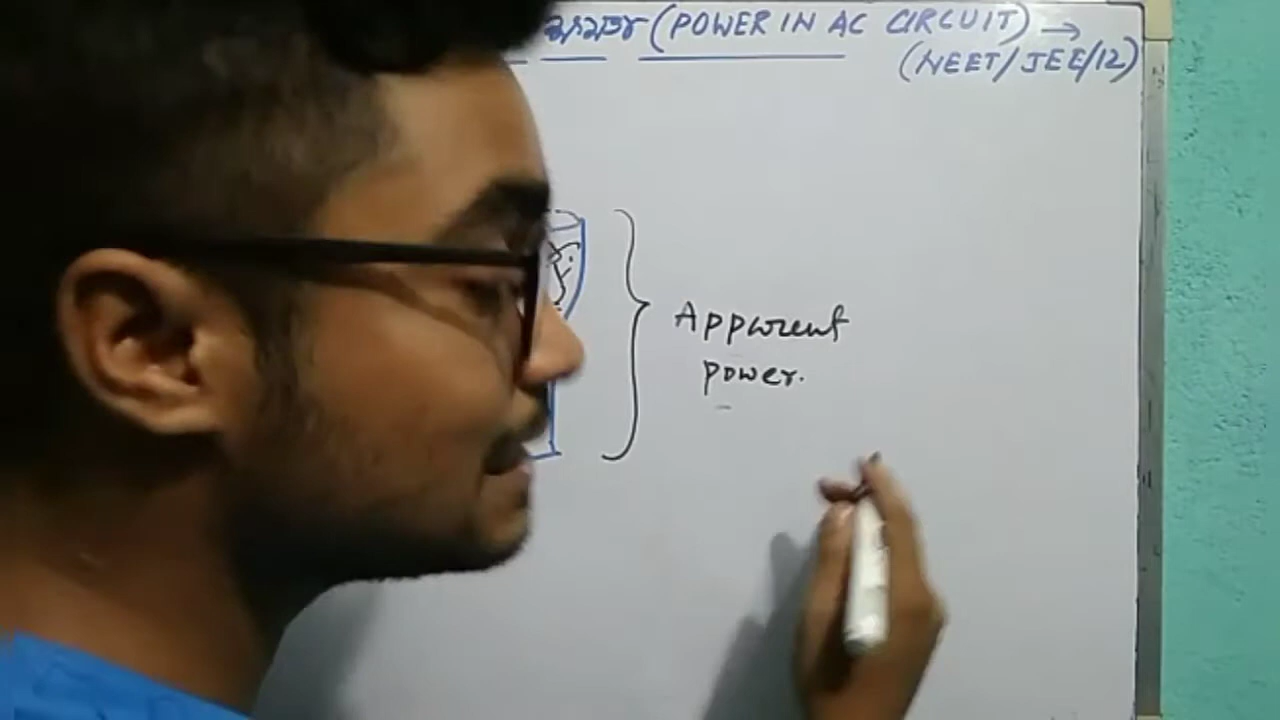 (POWER IN AC CIRCUIT) →
(NEET/JEE/12)
Apparent
power.